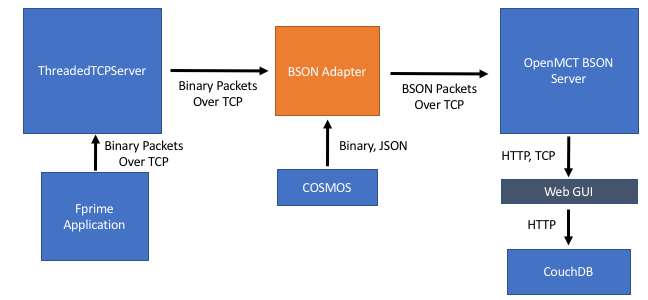 ThreadedTCPServer
Binary Packets
Over TCP
BSON Adapter
BSON Packets
Over TCP
OpenMCT BSON
Server
Binary Packets
Over TCP
Binary, JSON
HTTP, TCP
Fprime
Application
COSMOS
Web GUI
HTTP
CouchDB